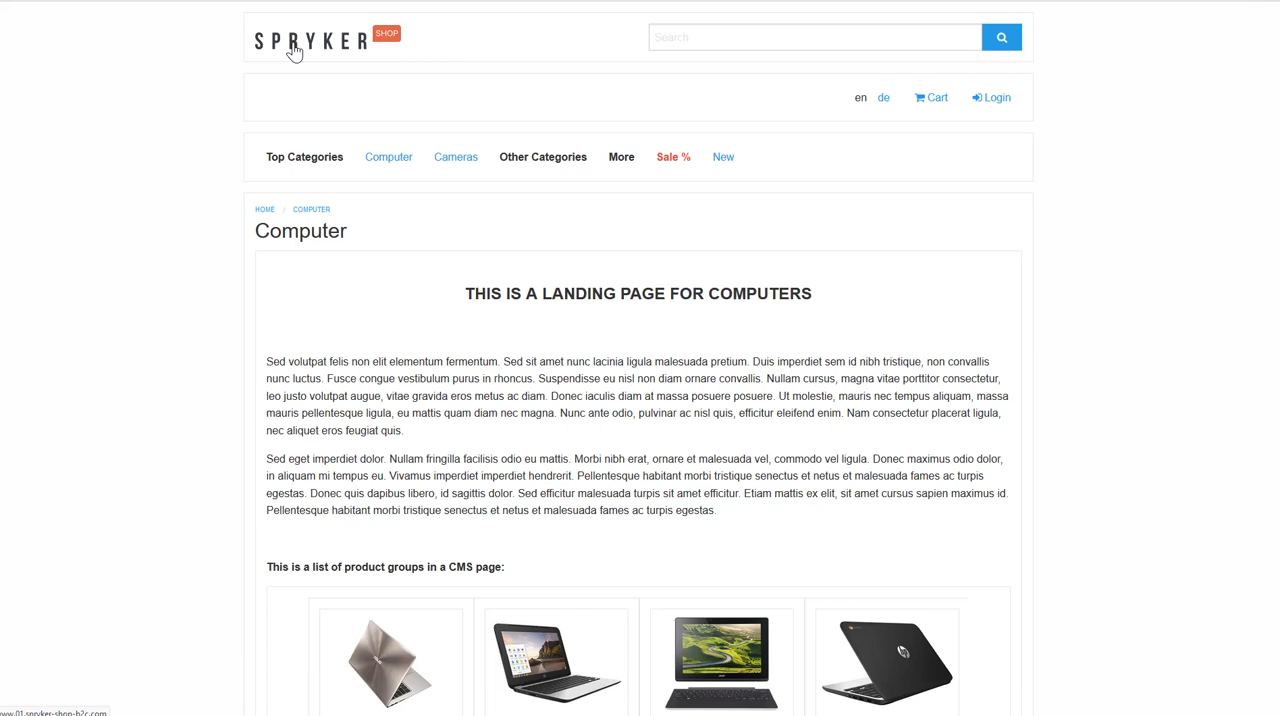 SPRYKER SHOP
Search
en de Cart Login
Top Categories Computer Cameras Other Categories More Sale % New
HOME / COMPUTER
Computer
THIS IS A LANDING PAGE FOR COMPUTERS
Sed volutpat felis non elit elementum fermentum. Sed sit amet nunc lacinia ligula malesuada pretium. Duis imperdiet sem id nibh tristique, non convallis
nunc luctus. Fusce congue vestibulum purus in rhoncus. Suspendisse eu nisl non diam ornare convallis. Nullam cursus, magna vitae porttitor consectetur,
leo justo volutpat augue, vitae gravida eros metus ac diam. Donec iaculis diam at massa posuere posuere. Ut molestie, mauris nec tempus aliquam, massa
mauris pellentesque ligula, eu mattis quam diam nec magna. Nunc ante odio, pulvinar ac nisl quis, efficitur eleifend enim. Nam consectetur placerat ligula,
nec aliquet eros feugiat quis.
Sed eget imperdiet dolor. Nullam fringilla facilisis odio eu mattis. Morbi nibh erat, ornare et malesuada vel, commodo vel ligula. Donec maximus odio dolor,
in aliquam mi tempus eu. Vivamus imperdiet imperdiet hendrerit. Pellentesque habitant morbi tristique senectus et netus et malesuada fames ac turpis
egestas. Donec quis dapibus libero, id sagittis dolor. Sed efficitur malesuada turpis sit amet efficitur. Etiam mattis ex elit, sit amet cursus sapien maximus id.
Pellentesque habitant morbi tristique senectus et netus et malesuada fames ac turpis egestas.
This is a list of product groups in a CMS page:
www.01.spryker-shop-b2c.com